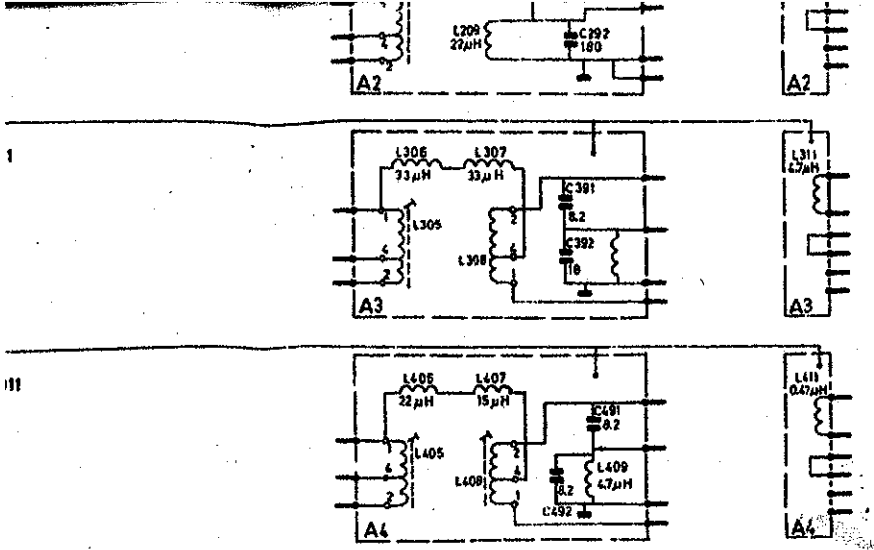 L209
22µH
C292
180
4
2
A2
A2
1
L306
33µH
L307
33µH
C391
8.2
L311
4.7µH
1
L305
2
4
C392
L308
4
18
2
1
A3
A3
11
L406
22µH
L407
15µH
C491
8.2
L411
0.47µH
1
L405
2
4
L408
4
L409
4.7µH
8.2
2
1
C492
A4
A4